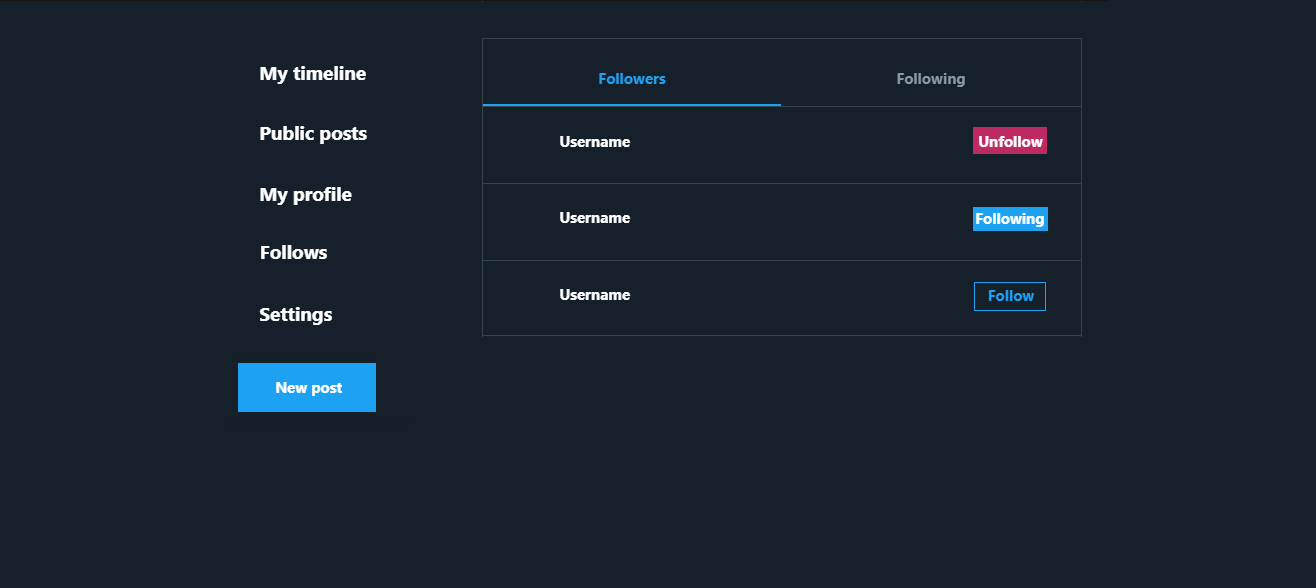 My timeline
Public posts
My profile
Follows
Settings
New post
Followers
Following
Username
Unfollow
Username
Following
Username
Follow